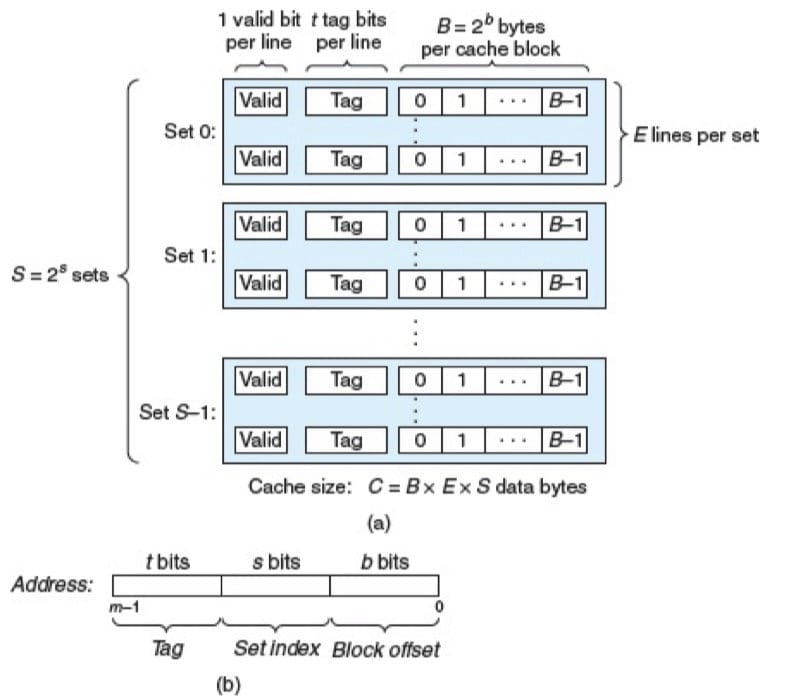 1 valid bit t tag bits B = 2^b bytes
per line per line per cache block
Valid Tag 0 1 ··· B–1
Set 0: E lines per set
Valid Tag 0 1 ··· B–1
Valid Tag 0 1 ··· B–1
Set 1:
Valid Tag 0 1 ··· B–1
S = 2^s sets
Valid Tag 0 1 ··· B–1
Set S–1:
Valid Tag 0 1 ··· B–1
Cache size: C = B × E × S data bytes
(a)
t bits s bits b bits
Address:
m–1 0
Tag Set index Block offset
(b)